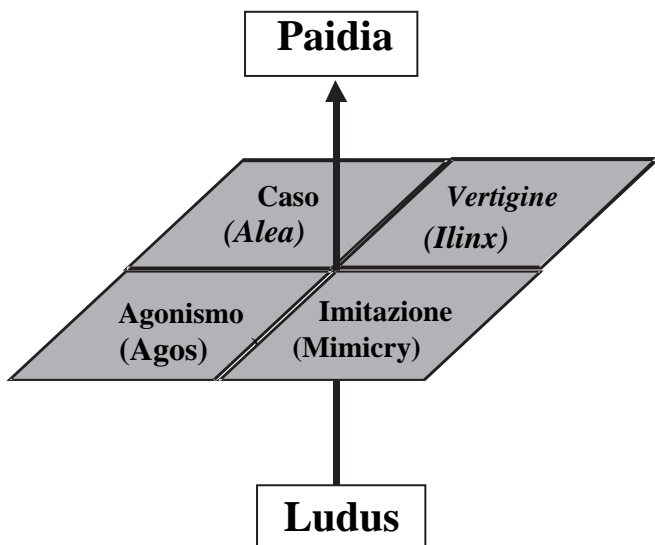 Paidia
Caso
(Alea)
Vertigine
(Ilinx)
Agonismo
(Agos)
Imitazione
(Mimicry)
Ludus